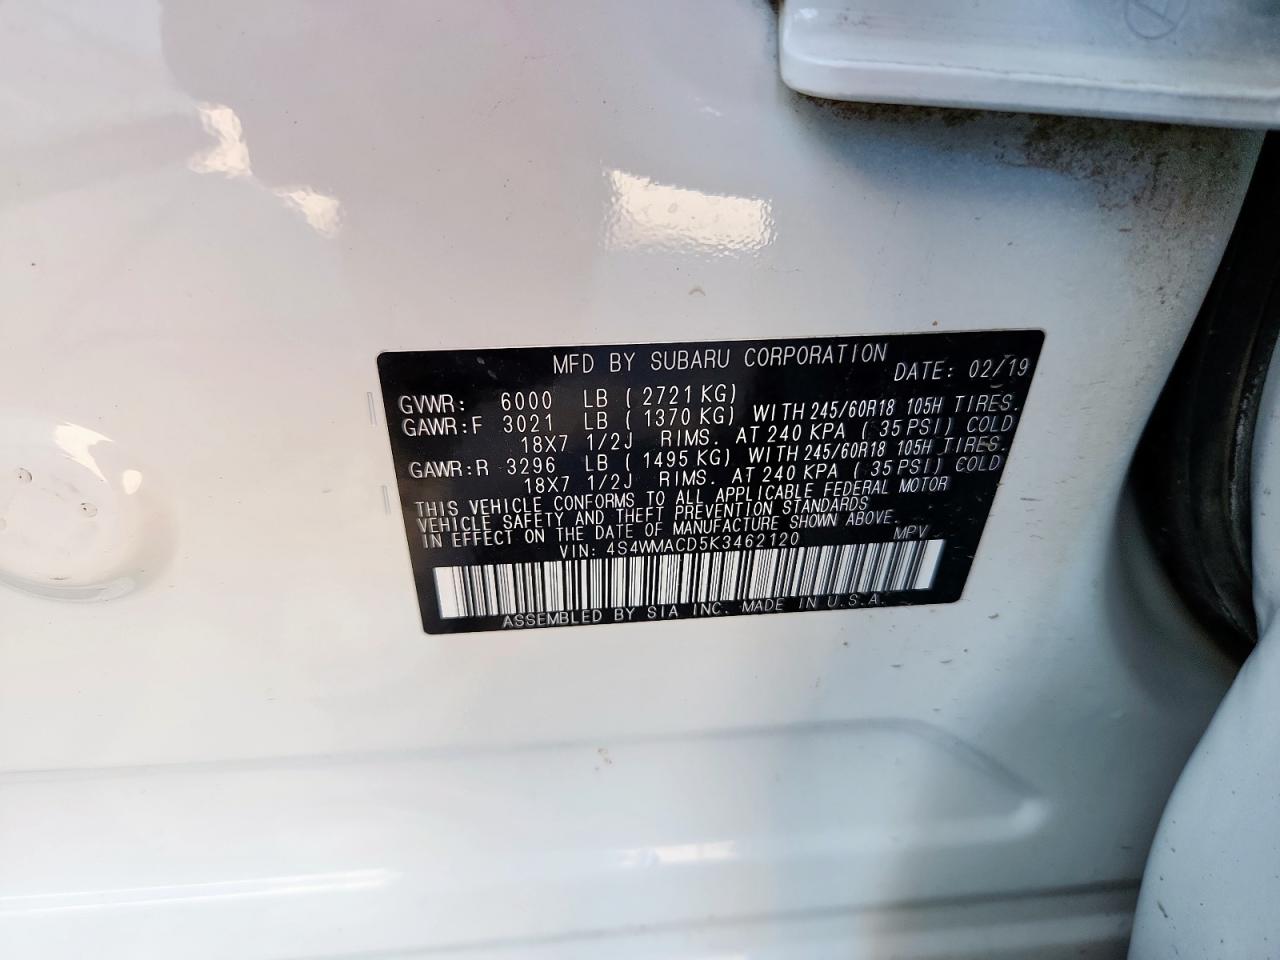 MFD BY SUBARU CORPORATION DATE: 02/19
GVWR: 6000 LB ( 2721 KG)
GAWR:F 3021 LB ( 1370 KG) WITH 245/60R18 105H TIRES.
18X7 1/2J RIMS. AT 240 KPA ( 35 PSI) COLD
GAWR:R 3296 LB ( 1495 KG) WITH 245/60R18 105H TIRES.
18X7 1/2J RIMS. AT 240 KPA ( 35 PSI) COLD
THIS VEHICLE CONFORMS TO ALL APPLICABLE FEDERAL MOTOR
VEHICLE SAFETY AND THEFT PREVENTION STANDARDS
IN EFFECT ON THE DATE OF MANUFACTURE SHOWN ABOVE.
VIN: 4S4WMACD5K3462120 MPV
ASSEMBLED BY SIA INC. MADE IN U.S.A.